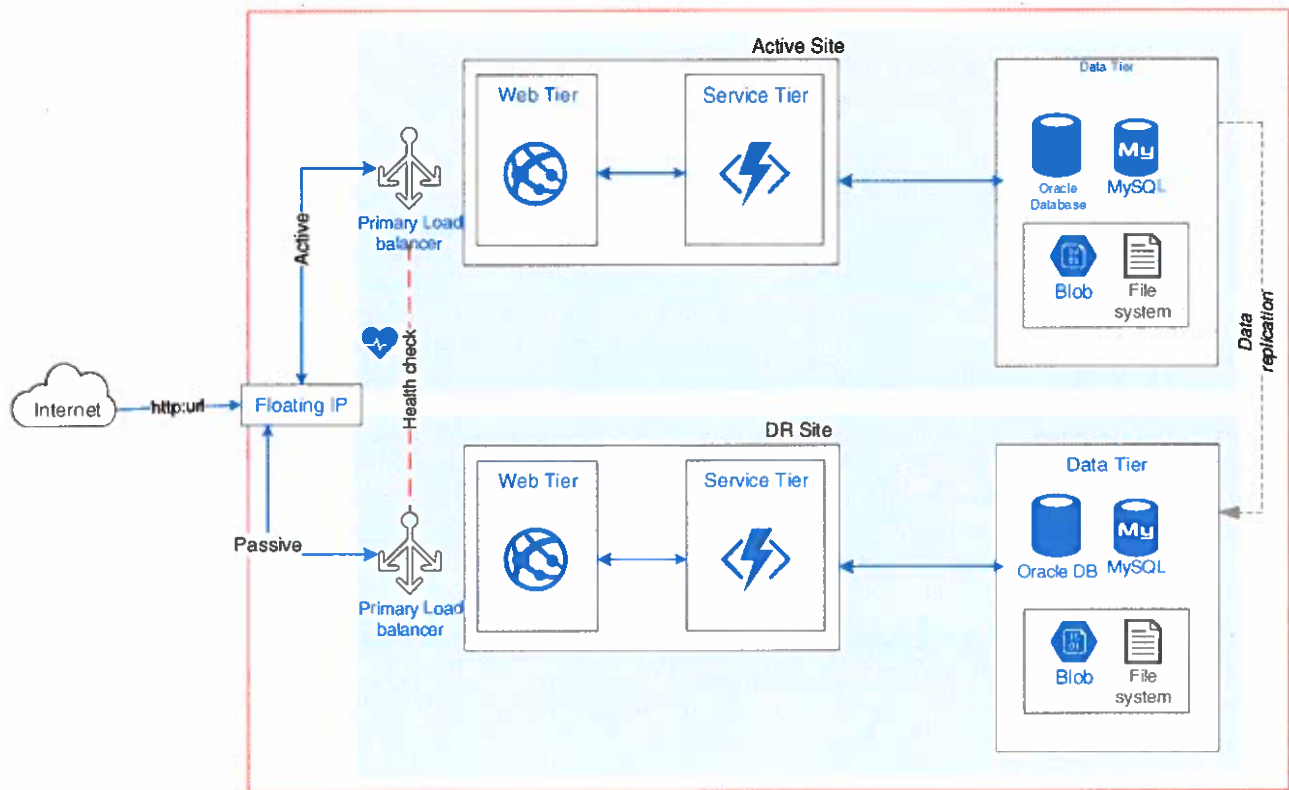 Active Site
Web Tier
Service Tier
Data Tier
Oracle
Database
My
MySQL
Blob
File
system
Primary Load
balancer
Active
Health check
Data
replication
Internet
http:url
Floating IP
Passive
DR Site
Web Tier
Service Tier
Data Tier
Oracle DB
My
MySQL
Blob
File
system
Primary Load
balancer